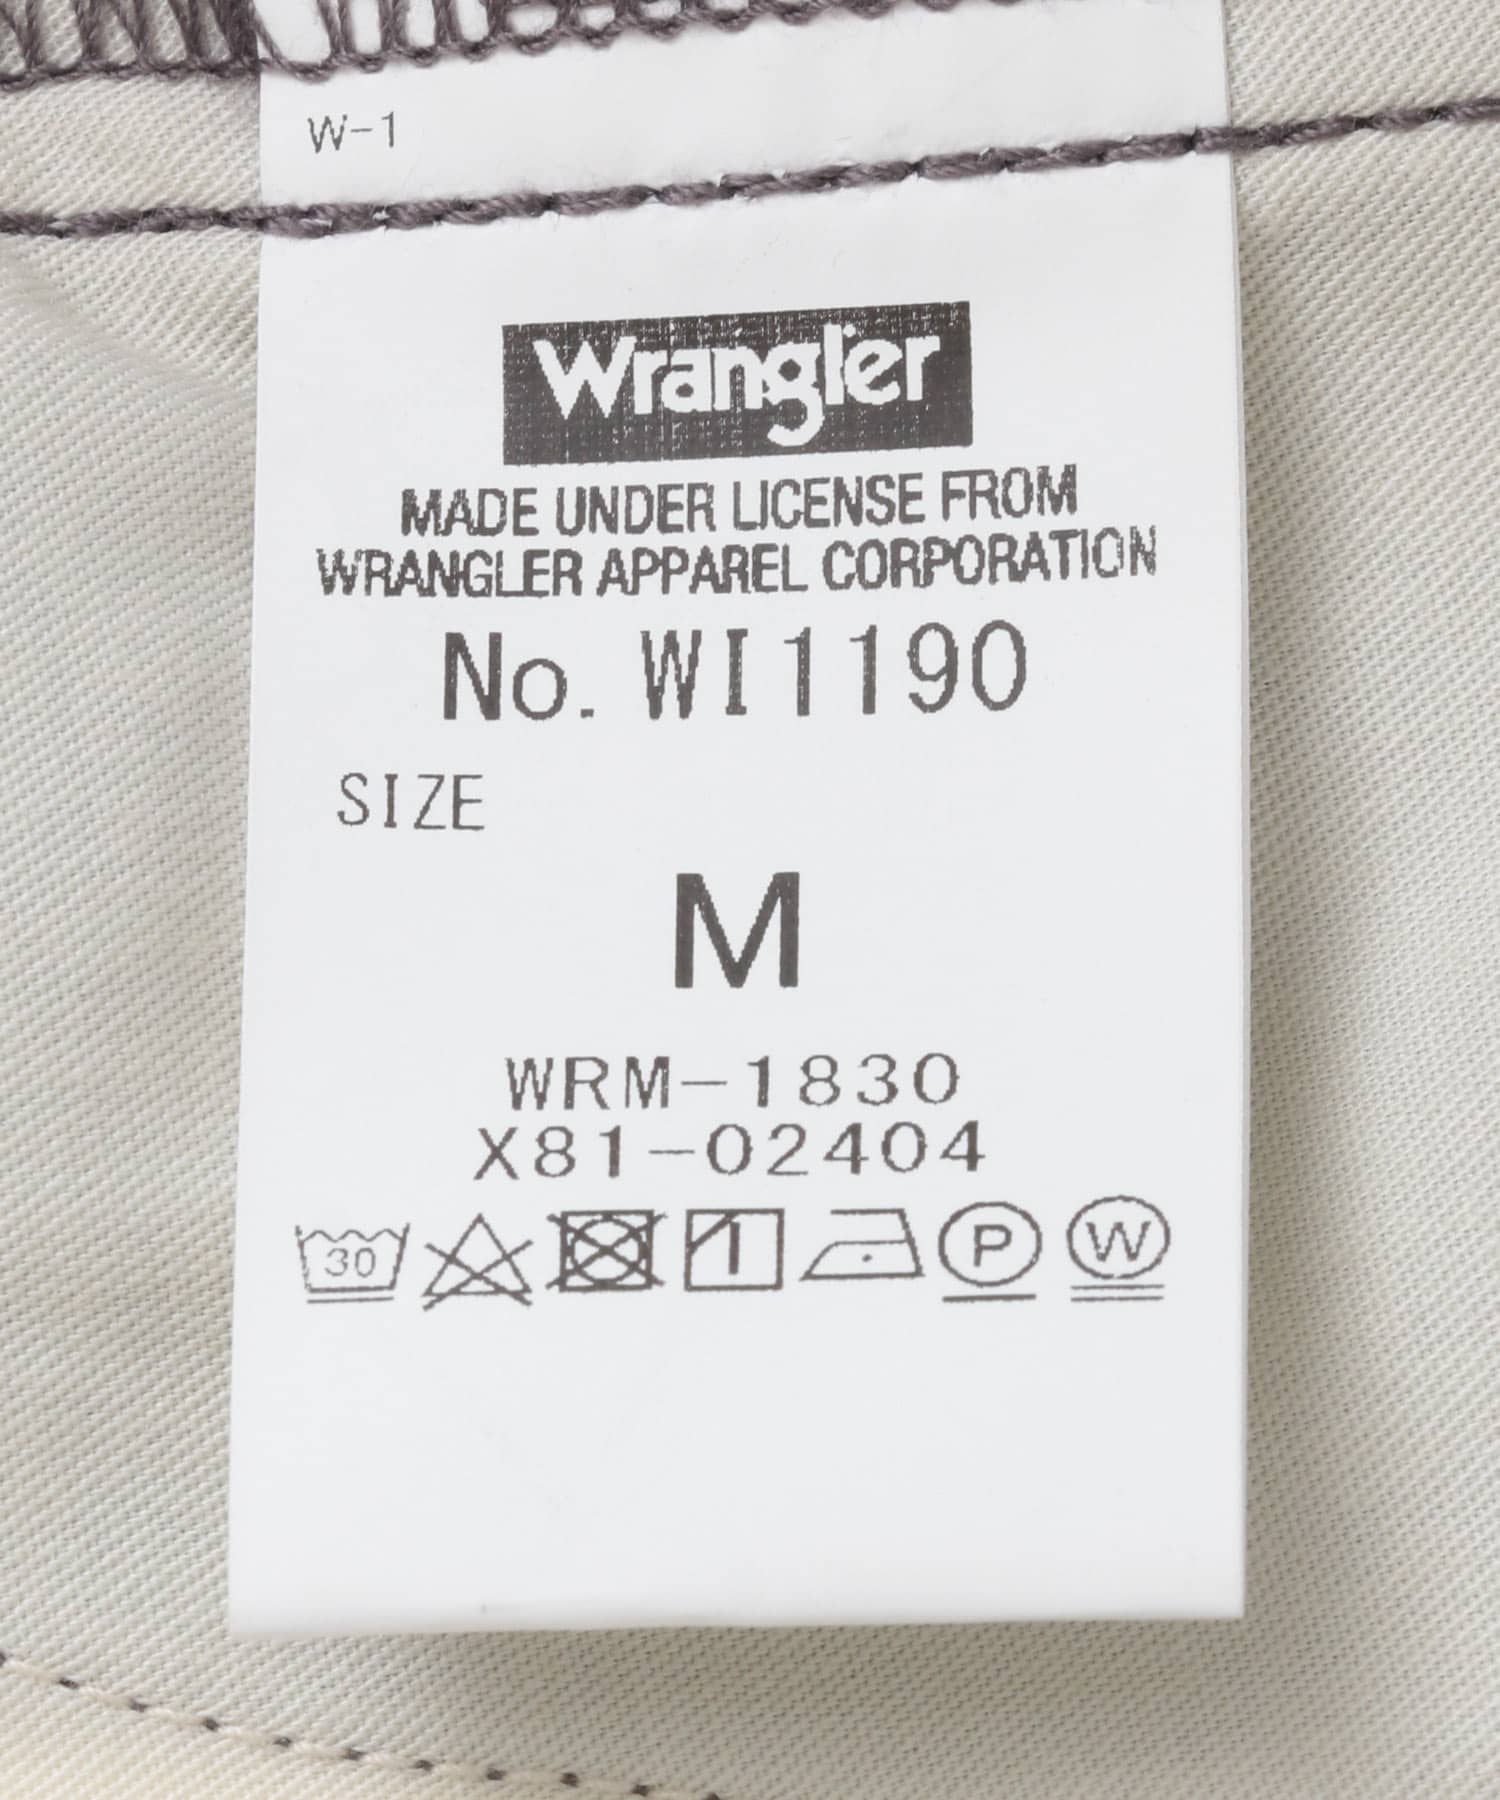 W-1
Wrangler
MADE UNDER LICENSE FROM
WRANGLER APPAREL CORPORATION
No. WI1190
SIZE
M
WRM-1830
X81-02404
30 P W